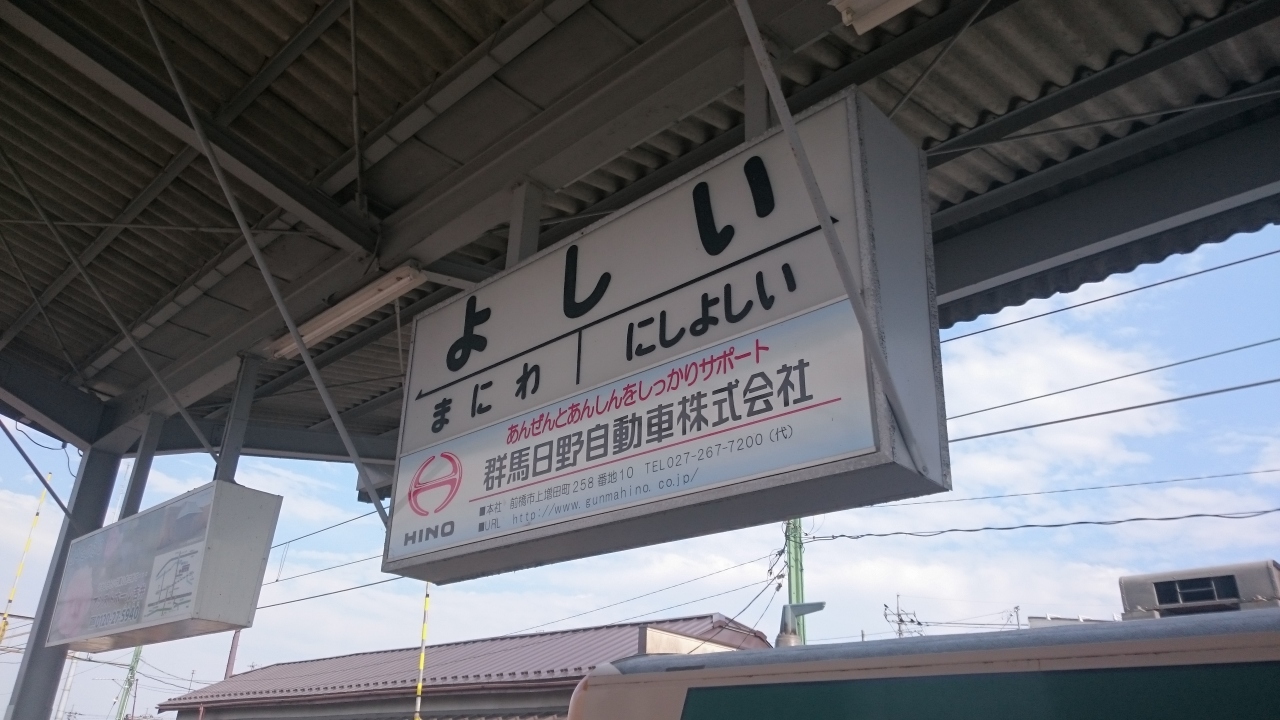 よしい
まにわ
にしよしい
あんぜんとあんしんをしっかりサポート
群馬日野自動車株式会社
■本社 前橋市上増田町258番地10 TEL027-267-7200(代)
■URL http://www.gunmahino.co.jp/
HINO